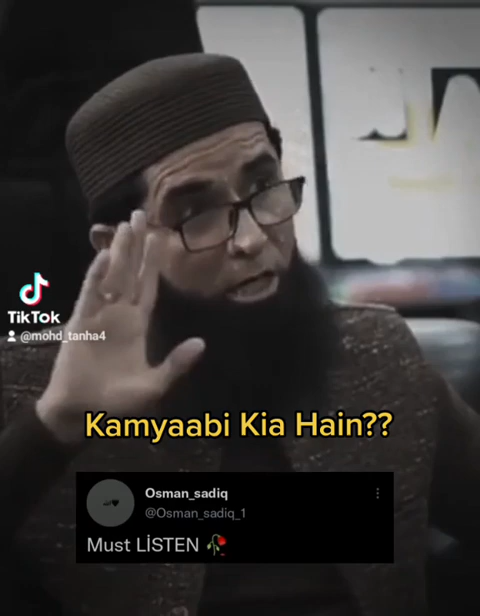 TikTok
@mohd_tanha4
Kamyaabi Kia Hain??
Osman_sadiq
@Osman_sadiq_1
Must LİSTEN 🥀